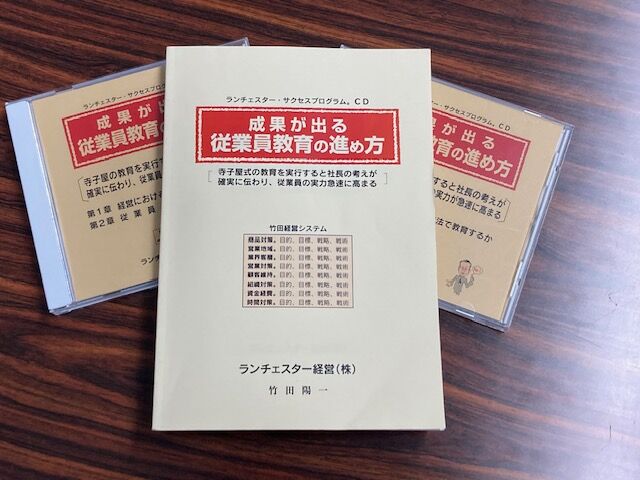 ランチェスター・サクセスプログラム。CD
成果が出る
従業員教育の
寺子屋の教育を実行す
確実に伝わり、従業員
第1章 経営におけ
第2章 従業員
ランチ
ランチェスター・サクセスプログラム。CD
成果が出る
従業員教育の進め方
寺子屋式の教育を実行すると社長の考えが
確実に伝わり、従業員の実力急速に高まる
竹田経営システム
商品対策。目的、目標、戦略、戦術
営業地域。目的、目標、戦略、戦術
業界客層。目的、目標、戦略、戦術
営業対策。目的、目標、戦略、戦術
顧客維持。目的、目標、戦略、戦術
組織対策。目的、目標、戦略、戦術
資金経費。目的、目標、戦略、戦術
時間対策。目的、目標、戦略、戦術
ランチェスター経営(株)
竹田陽一
ター・サクセスプログラム。CD
が出る
教育の進め方
すると社長の考えが
の実力が急速に高まる
法で教育するか